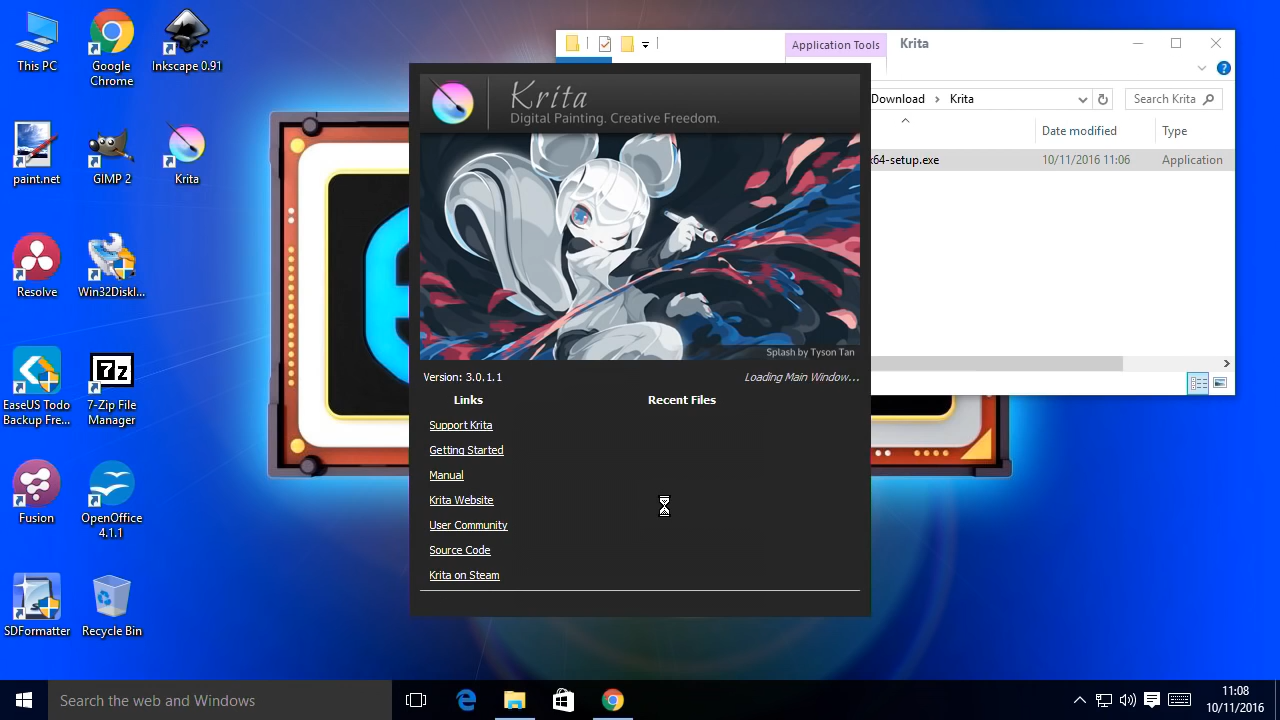 This PC
Google Chrome
Inkscape 0.91
paint.net
GIMP 2
Krita
Resolve
Win32Diskl...
EaseUS Todo
Backup Fre...
7-Zip File
Manager
Fusion
OpenOffice
4.1.1
SDFormatter
Recycle Bin
Application Tools
Krita
Download
Krita
Search Krita
Date modified
Type
x64-setup.exe
10/11/2016 11:06
Application
Krita
Digital Painting. Creative Freedom.
Splash by Tyson Tan
Version: 3.0.1.1
Loading Main Window...
Links
Recent Files
Support Krita
Getting Started
Manual
Krita Website
User Community
Source Code
Krita on Steam
7z
Search the web and Windows
11:08
10/11/2016